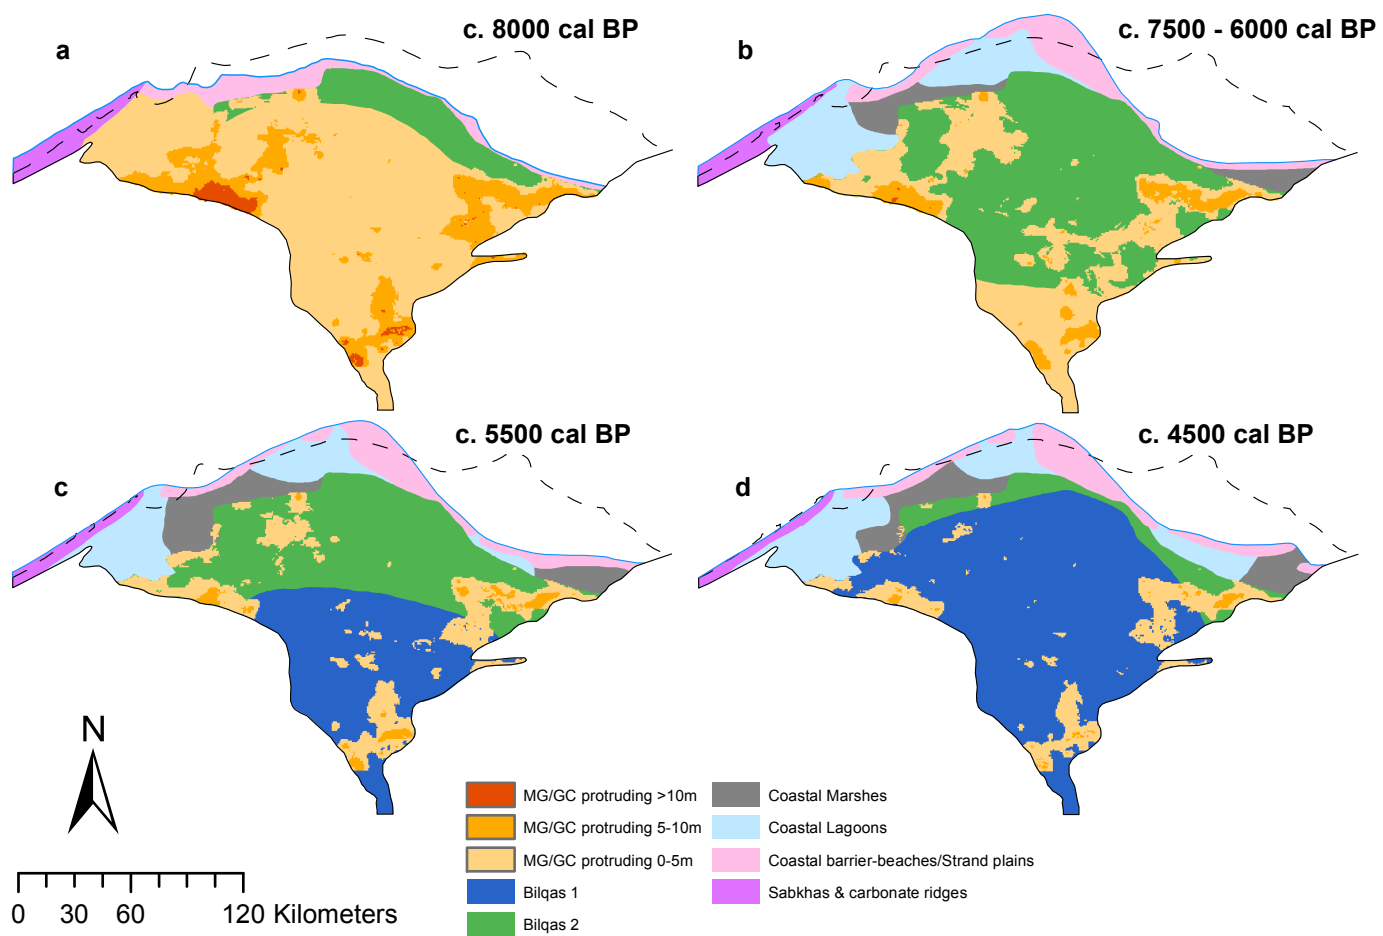 a
c. 8000 cal BP
b
c. 7500 - 6000 cal BP
c
c. 5500 cal BP
d
c. 4500 cal BP
N
0 30 60 120 Kilometers
MG/GC protruding >10m
MG/GC protruding 5-10m
MG/GC protruding 0-5m
Bilqas 1
Bilqas 2
Coastal Marshes
Coastal Lagoons
Coastal barrier-beaches/Strand plains
Sabkhas & carbonate ridges